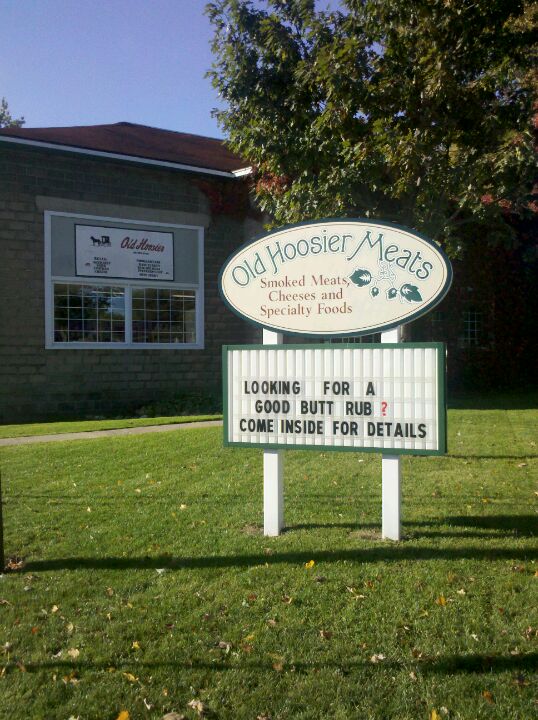 Old Hoosier
Old Hoosier Meats
Smoked Meats,
Cheeses and
Specialty Foods
LOOKING FOR A
GOOD BUTT RUB?
COME INSIDE FOR DETAILS